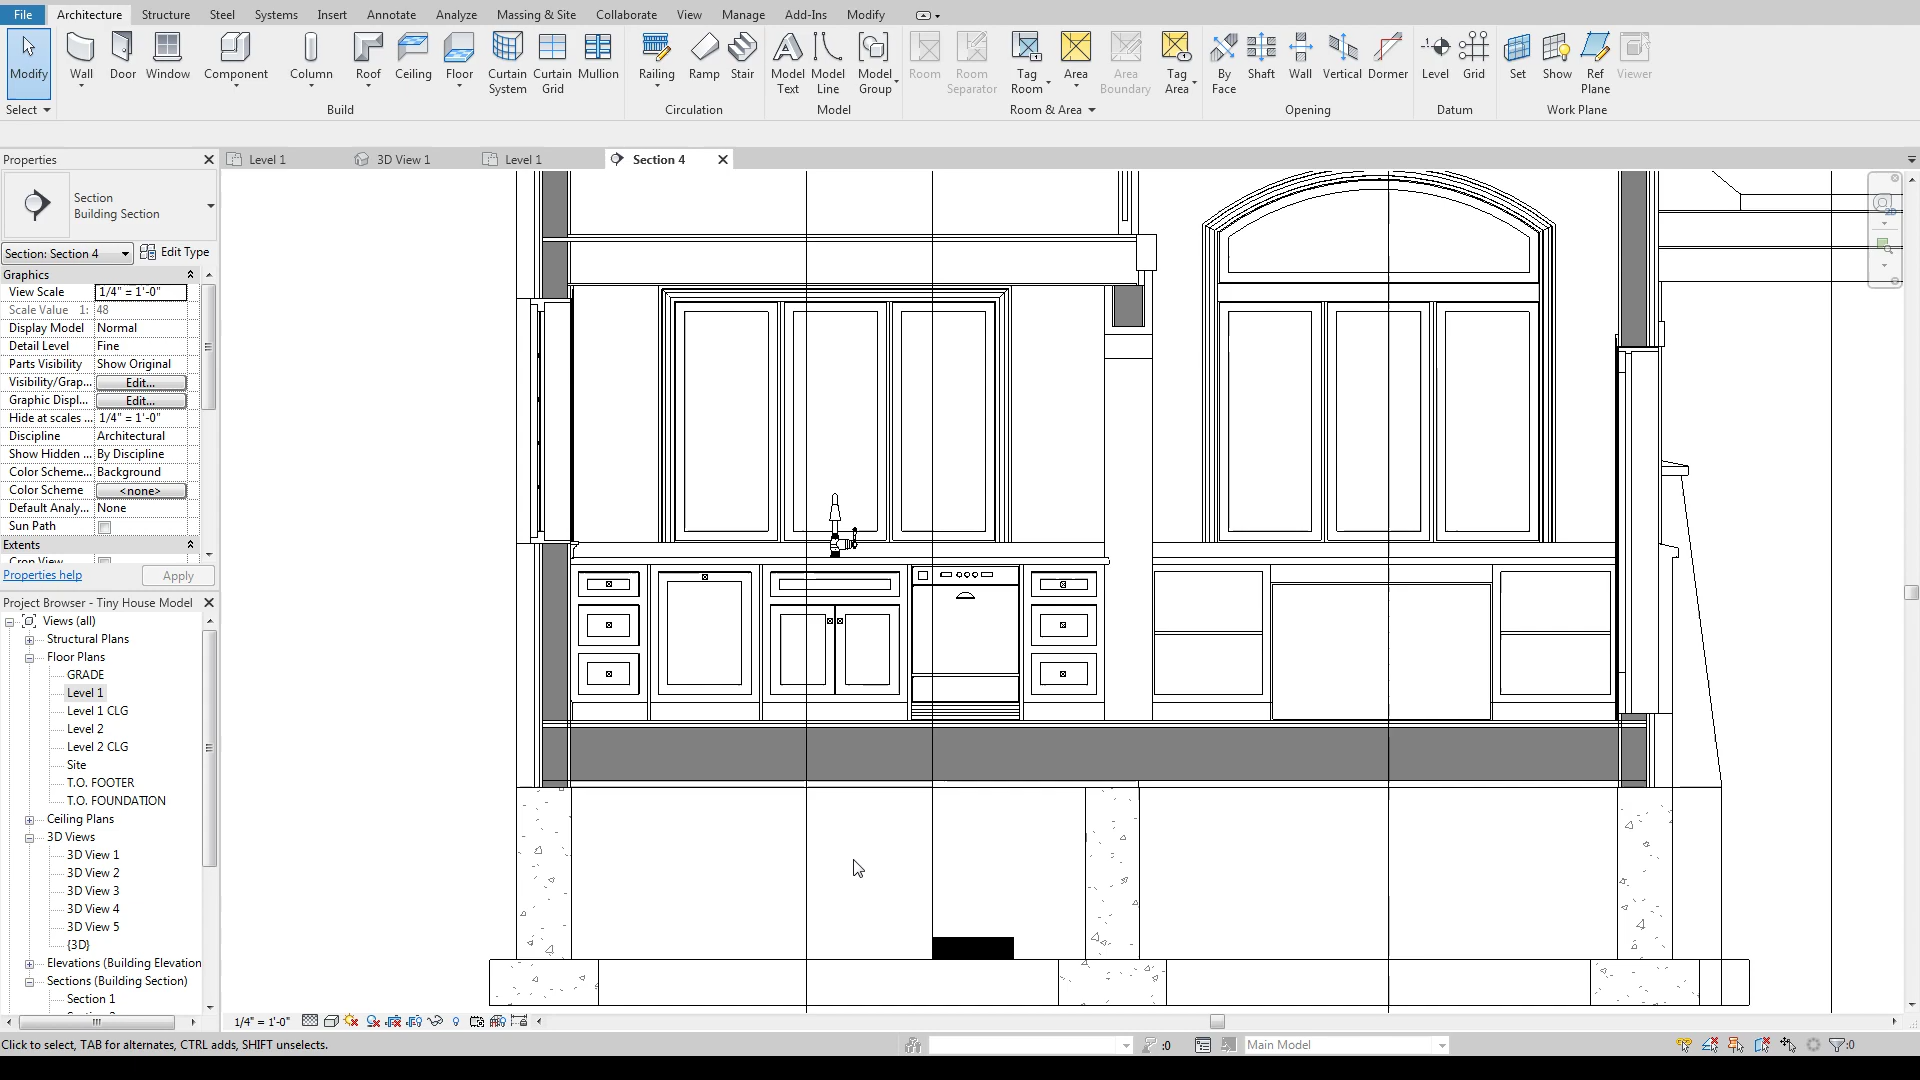 File Architecture Structure Steel Systems Insert Annotate Analyze Massing & Site Collaborate View Manage Add-Ins Modify
Modify Wall Door Window Component Column Roof Ceiling Floor Curtain System Curtain Grid Mullion Railing Ramp Stair Model Text Model Line Model Group Room Room Separator Tag Room Area Area Boundary Tag Area By Face Shaft Wall Vertical Dormer Level Grid Set Show Ref Plane Viewer
Select Build Circulation Model Room & Area Opening Datum Work Plane
Properties
Level 1 3D View 1 Level 1 Section 4
Section
Building Section
Section: Section 4 Edit Type
Graphics
View Scale 1/4" = 1'-0"
Scale Value 1: 48
Display Model Normal
Detail Level Fine
Parts Visibility Show Original
Visibility/Grap... Edit...
Graphic Displ... Edit...
Hide at scales ... 1/4" = 1'-0"
Discipline Architectural
Show Hidden ... By Discipline
Color Scheme... Background
Color Scheme <none>
Default Analy... None
Sun Path
Extents
Crop View
Properties help Apply
Project Browser - Tiny House Model
Views (all)
Structural Plans
Floor Plans
GRADE
Level 1
Level 1 CLG
Level 2
Level 2 CLG
Site
T.O. FOOTER
T.O. FOUNDATION
Ceiling Plans
3D Views
3D View 1
3D View 2
3D View 3
3D View 4
3D View 5
{3D}
Elevations (Building Elevation
Sections (Building Section)
Section 1
1/4" = 1'-0"
Click to select, TAB for alternates, CTRL adds, SHIFT unselects. :0 Main Model :0